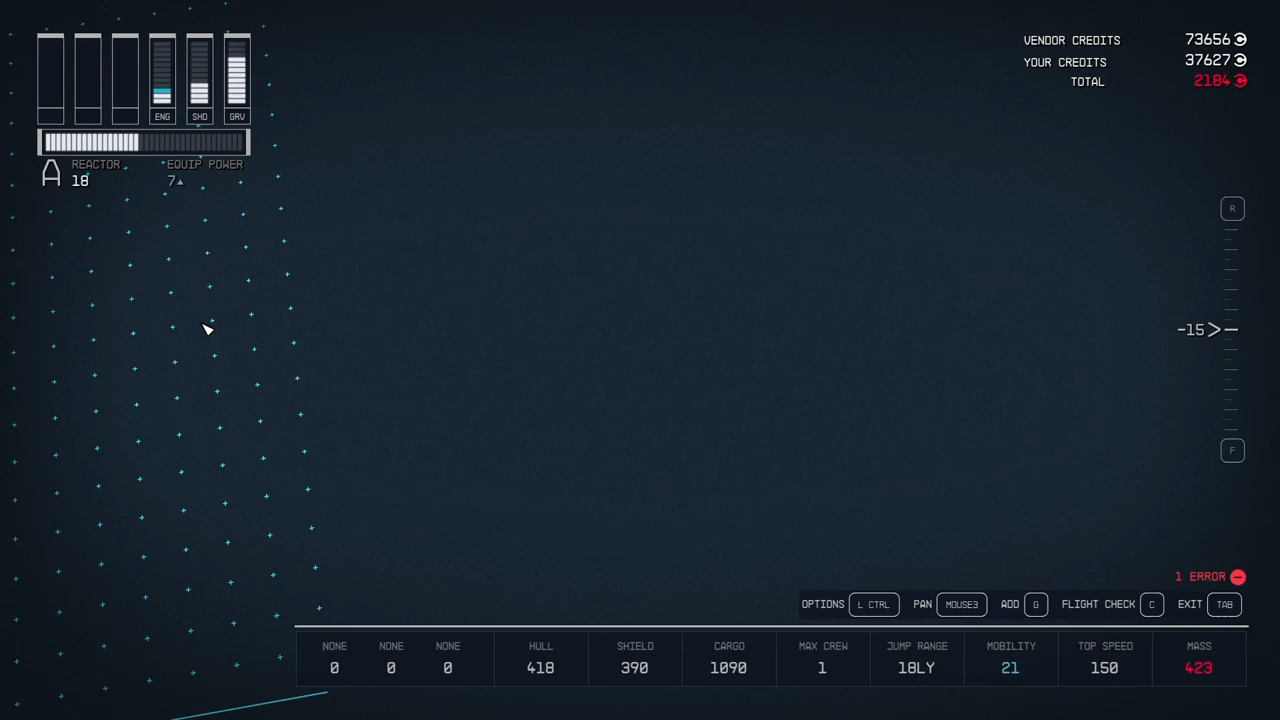 VENDOR CREDITS 73656
YOUR CREDITS 37627
TOTAL 2184
ENG SHD GRV
REACTOR EQUIP POWER
A 18 7
R
-15
F
1 ERROR
OPTIONS L CTRL PAN MOUSE3 ADD G FLIGHT CHECK C EXIT TAB
NONE NONE NONE HULL SHIELD CARGO MAX CREW JUMP RANGE MOBILITY TOP SPEED MASS
0 0 0 418 390 1090 1 18LY 21 150 423